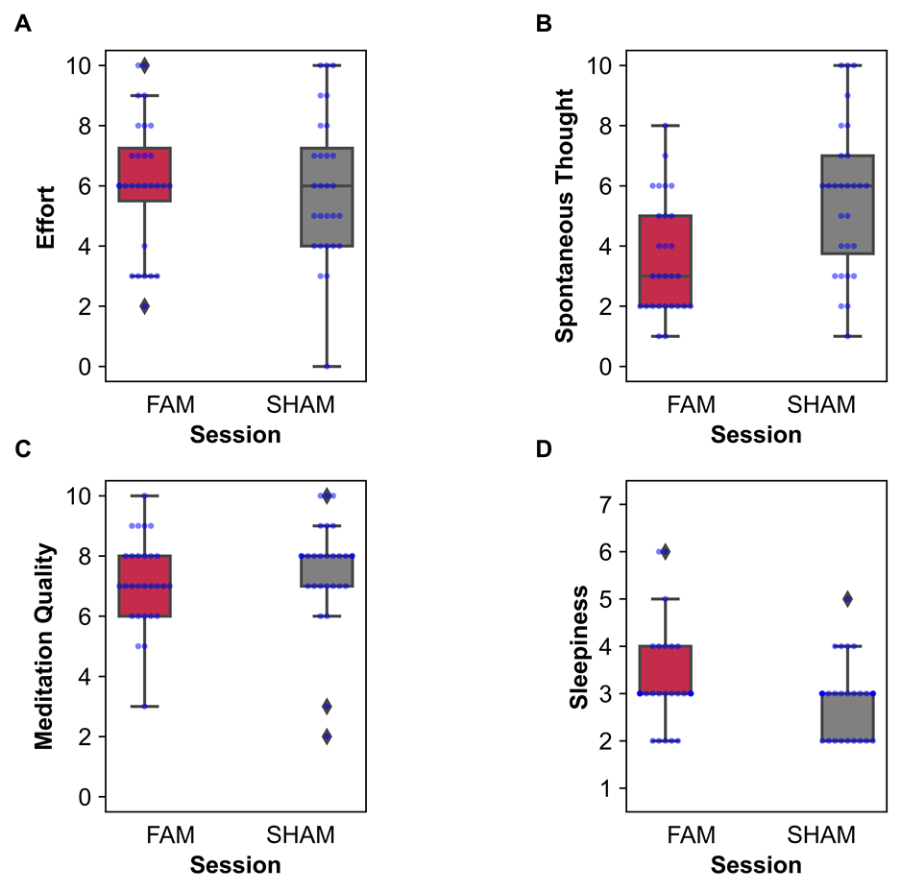 A
Effort
10
8
6
4
2
0
FAM SHAM
Session
B
Spontaneous Thought
10
8
6
4
2
0
FAM SHAM
Session
C
Meditation Quality
10
8
6
4
2
0
FAM SHAM
Session
D
Sleepiness
7
6
5
4
3
2
1
FAM SHAM
Session